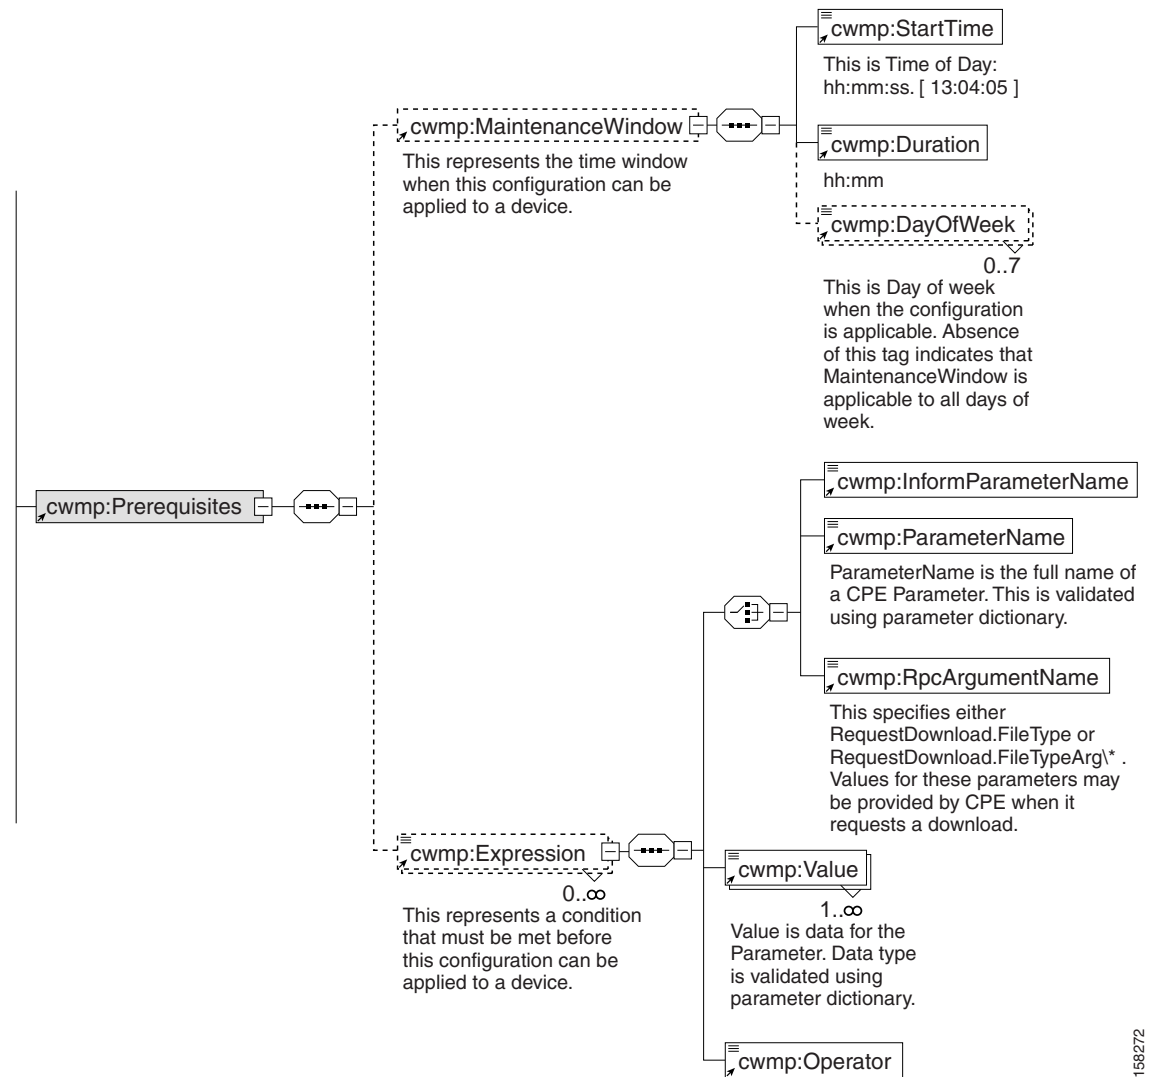 cwmp:StartTime
This is Time of Day:
hh:mm:ss. [ 13:04:05 ]
cwmp:MaintenanceWindow
This represents the time window
when this configuration can be
applied to a device.
cwmp:Duration
hh:mm
cwmp:DayOfWeek
0..7
This is Day of week
when the configuration
is applicable. Absence
of this tag indicates that
MaintenanceWindow is
applicable to all days of
week.
cwmp:Prerequisites
cwmp:InformParameterName
cwmp:ParameterName
ParameterName is the full name of
a CPE Parameter. This is validated
using parameter dictionary.
cwmp:RpcArgumentName
This specifies either
RequestDownload.FileType or
RequestDownload.FileTypeArg\* .
Values for these parameters may
be provided by CPE when it
requests a download.
cwmp:Expression
0..∞
This represents a condition
that must be met before
this configuration can be
applied to a device.
cwmp:Value
1..∞
Value is data for the
Parameter. Data type
is validated using
parameter dictionary.
cwmp:Operator
158272